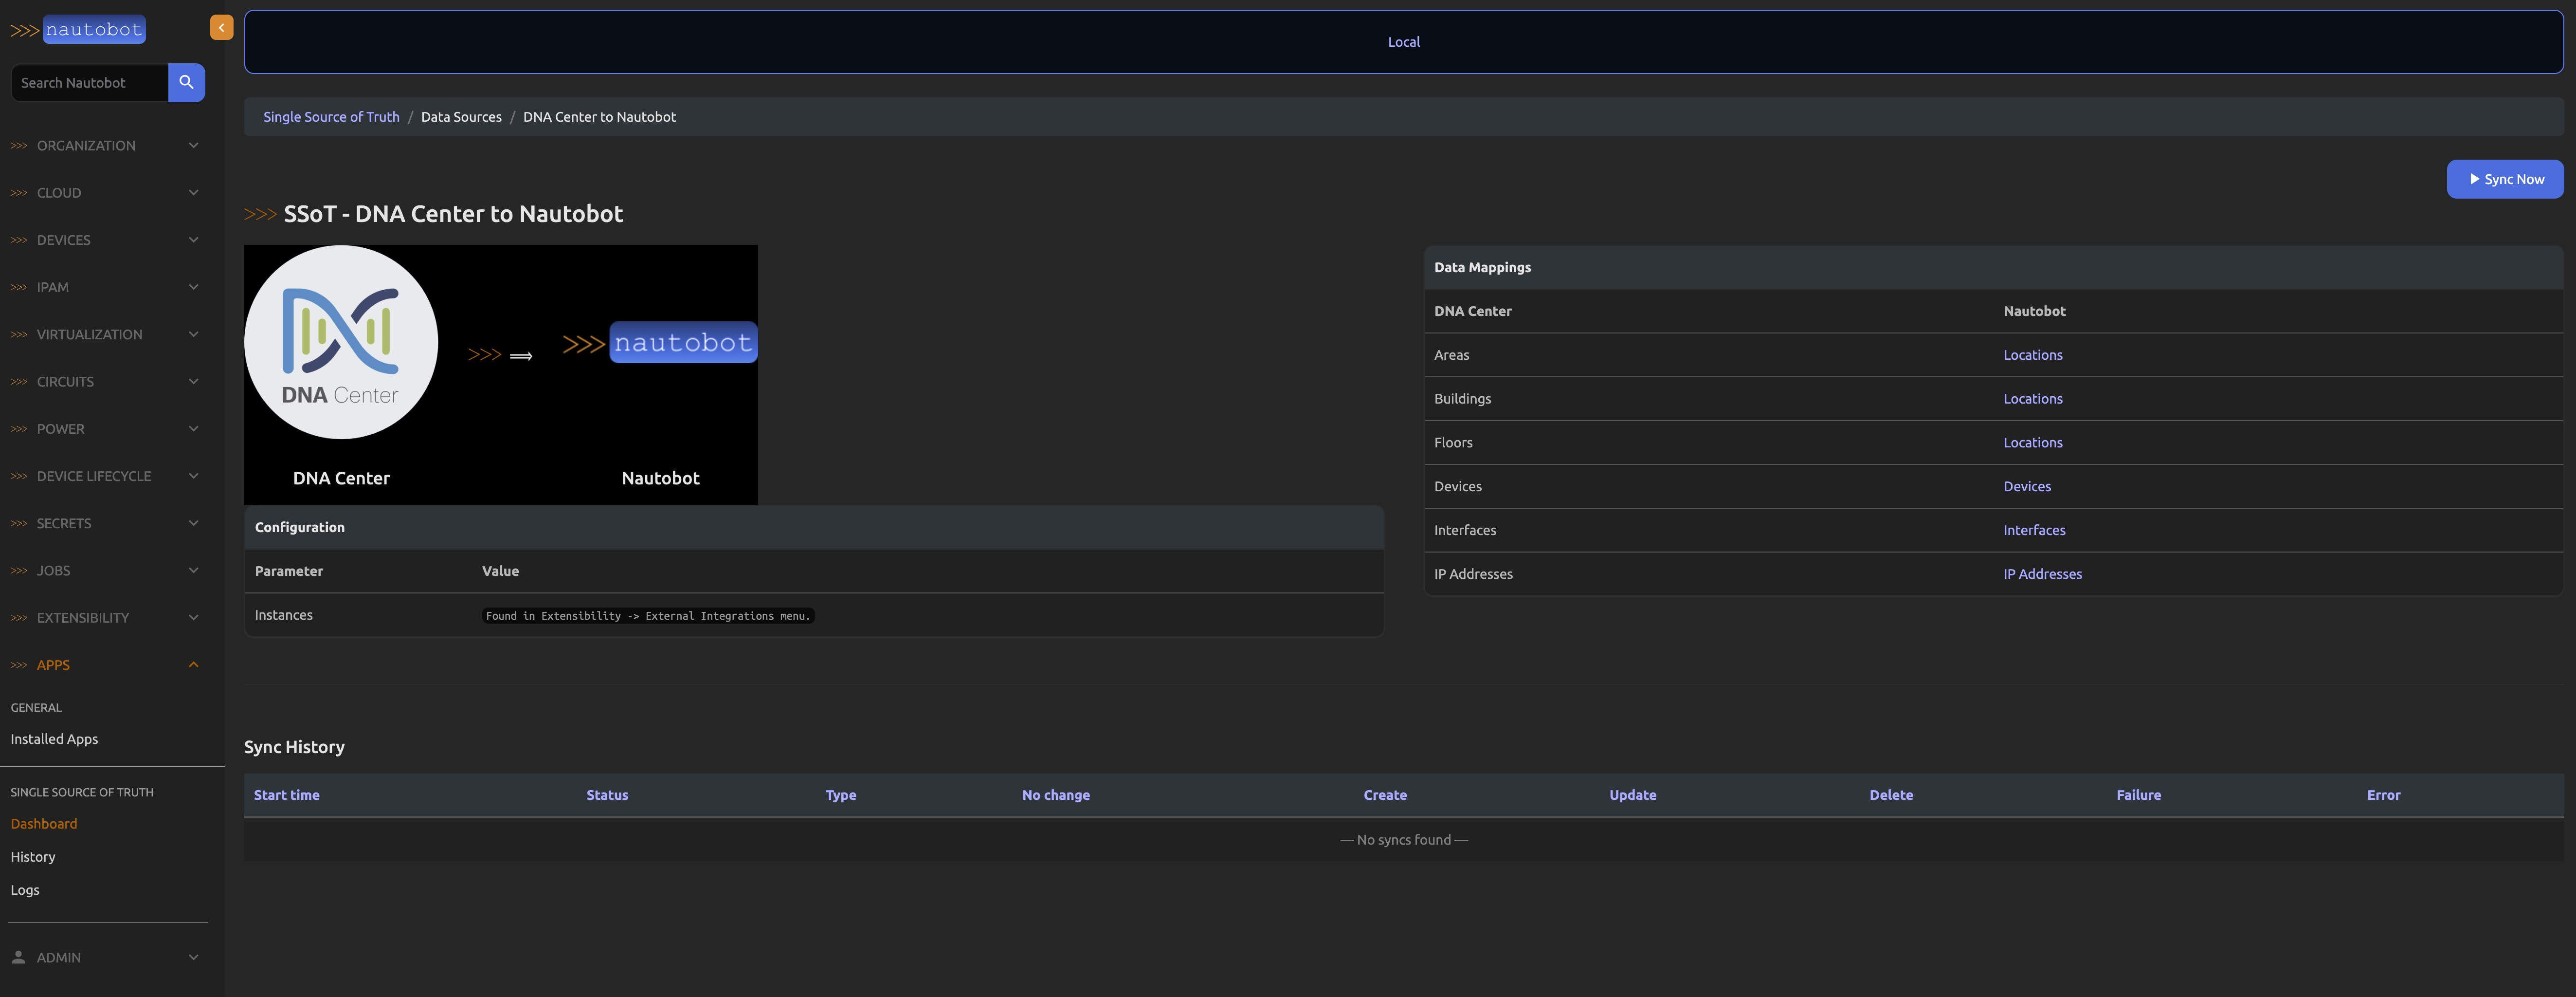 >>> nautobot
Search Nautobot
>>> ORGANIZATION
>>> CLOUD
>>> DEVICES
>>> IPAM
>>> VIRTUALIZATION
>>> CIRCUITS
>>> POWER
>>> DEVICE LIFECYCLE
>>> SECRETS
>>> JOBS
>>> EXTENSIBILITY
>>> APPS
GENERAL
Installed Apps
SINGLE SOURCE OF TRUTH
Dashboard
History
Logs
ADMIN
Local
Single Source of Truth / Data Sources / DNA Center to Nautobot
Sync Now
>>> SSoT - DNA Center to Nautobot
DNA Center
>>> ⟹
>>> nautobot
DNA Center Nautobot
Configuration
Parameter Value
Instances Found in Extensibility -> External Integrations menu.
Data Mappings
DNA Center Nautobot
Areas Locations
Buildings Locations
Floors Locations
Devices Devices
Interfaces Interfaces
IP Addresses IP Addresses
Sync History
Start time Status Type No change Create Update Delete Failure Error
— No syncs found —